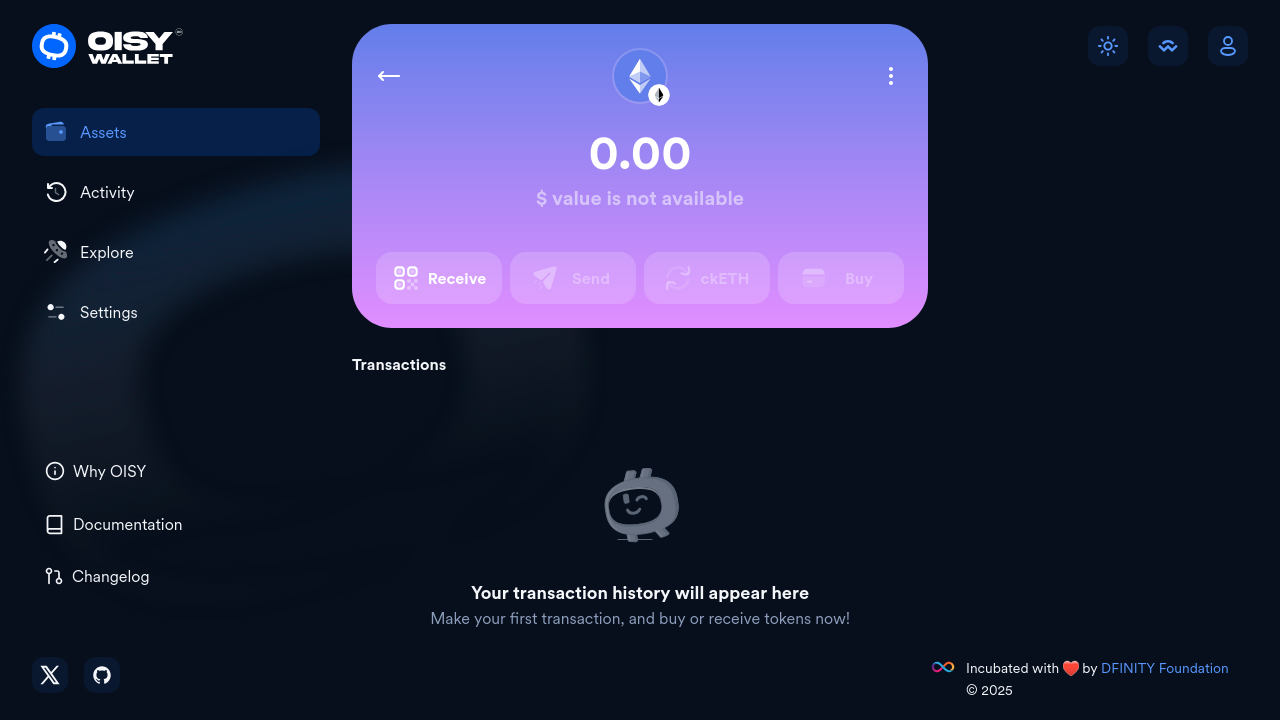 OISY
WALLET
Assets
Activity
Explore
Settings
Why OISY
Documentation
Changelog
0.00
$ value is not available
Receive
Send
ckETH
Buy
Transactions
Your transaction history will appear here
Make your first transaction, and buy or receive tokens now!
Incubated with ❤️ by DFINITY Foundation
© 2025